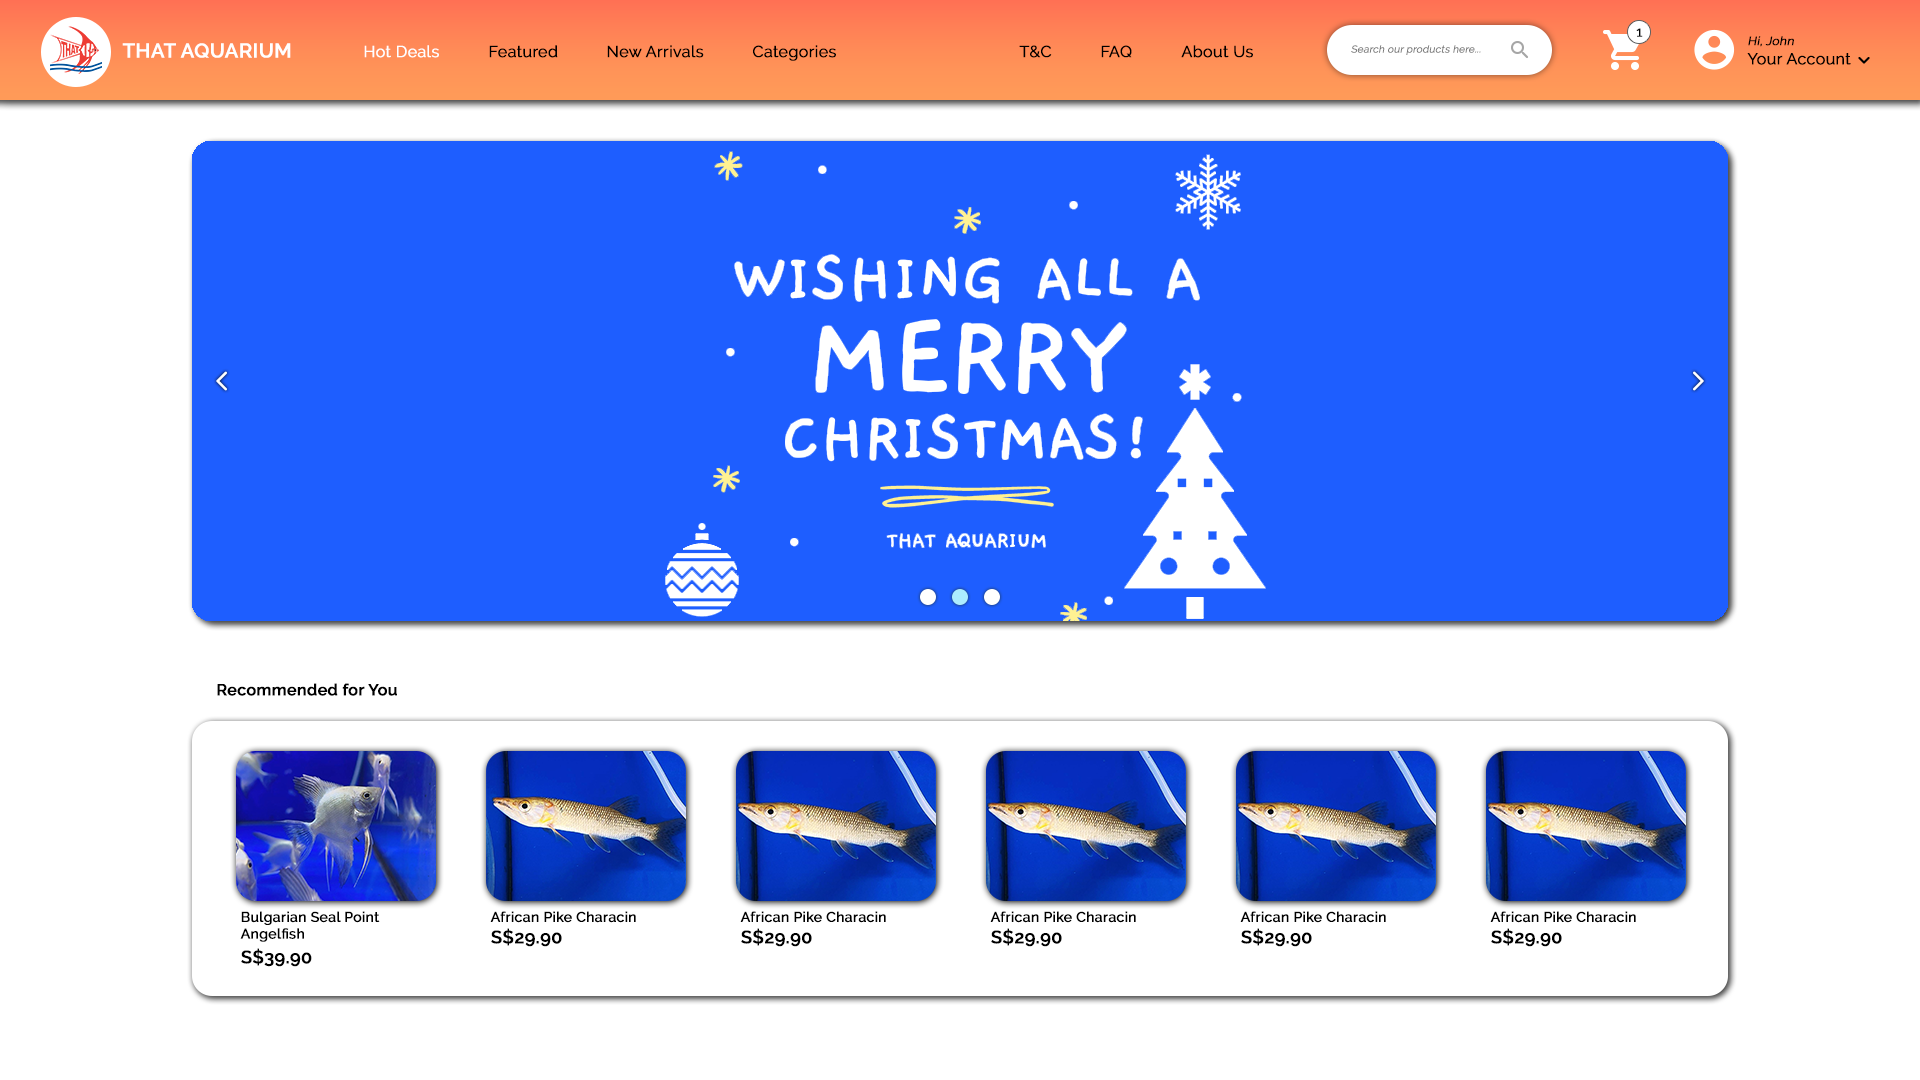 THAT
THAT AQUARIUM
Hot Deals
Featured
New Arrivals
Categories
T&C
FAQ
About Us
Search our products here...
1
Hi, John
Your Account
WISHING ALL A
MERRY
CHRISTMAS!
THAT AQUARIUM
Recommended for You
Bulgarian Seal Point
Angelfish
S$39.90
African Pike Characin
S$29.90
African Pike Characin
S$29.90
African Pike Characin
S$29.90
African Pike Characin
S$29.90
African Pike Characin
S$29.90